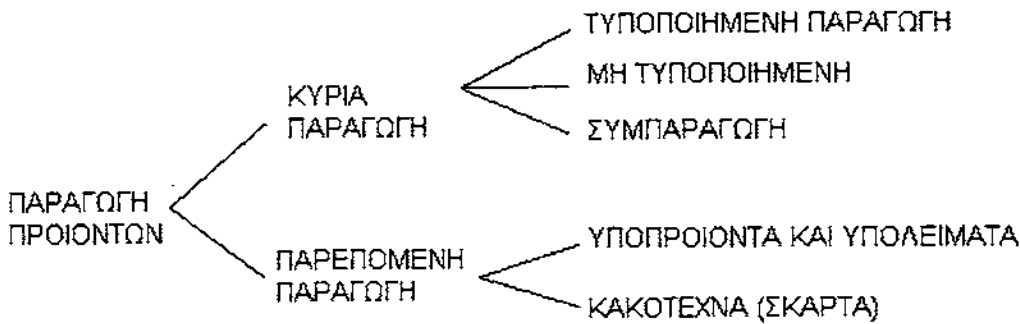 ΤΥΠΟΠΟΙΗΜΕΝΗ ΠΑΡΑΓΩΓΗ
ΜΗ ΤΥΠΟΠΟΙΗΜΕΝΗ
ΚΥΡΙΑ
ΠΑΡΑΓΩΓΗ
ΣΥΜΠΑΡΑΓΩΓΗ
ΠΑΡΑΓΩΓΗ
ΠΡΟΙΟΝΤΩΝ
ΥΠΟΠΡΟΙΟΝΤΑ ΚΑΙ ΥΠΟΛΕΙΜΑΤΑ
ΠΑΡΕΠΟΜΕΝΗ
ΠΑΡΑΓΩΓΗ
ΚΑΚΟΤΕΧΝΑ (ΣΚΑΡΤΑ)